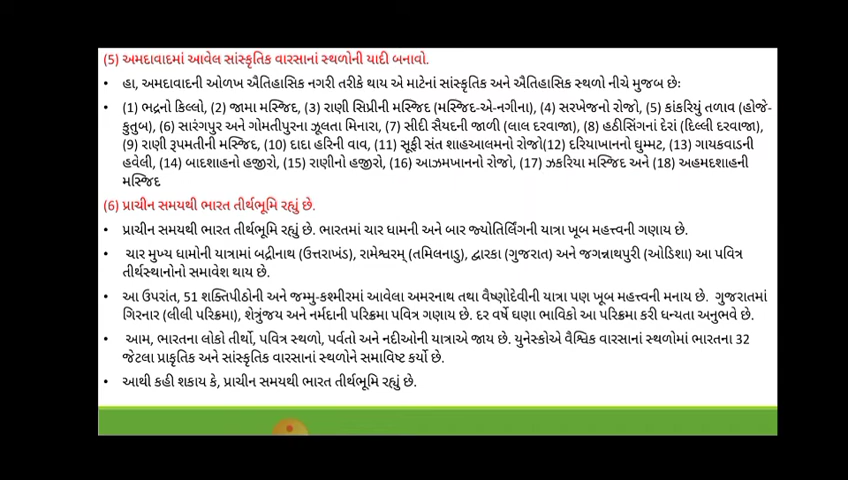 (5) અમદાવાદમાં આવેલ સાંસ્કૃતિક વારસાનાં સ્થળોની યાદી બનાવો.
• હા, અમદાવાદની ઓળખ ઐતિહાસિક નગરી તરીકે થાય એ માટેનાં સાંસ્કૃતિક અને ઐતિહાસિક સ્થળો નીચે મુજબ છેઃ
• (1) ભદ્રનો કિલ્લો, (2) જામા મસ્જિદ, (3) રાણી સિપ્રીની મસ્જિદ (મસ્જિદ-એ-નગીના), (4) સરખેજનો રોજો, (5) કાંકરિયું તળાવ (હોજે-
કુતુબ), (6) સારંગપુર અને ગોમતીપુરના ઝૂલતા મિનારા, (7) સીદી સૈયદની જાળી (લાલ દરવાજા), (8) હઠીસિંગનાં દેરાં (દિલ્લી દરવાજા),
(9) રાણી રૂપમતીની મસ્જિદ, (10) દાદા હરિની વાવ, (11) સૂફી સંત શાહઆલમનો રોજો(12) દરિયાખાનનો ઘુમ્મટ, (13) ગાયકવાડની
હવેલી, (14) બાદશાહનો હજીરો, (15) રાણીનો હજીરો, (16) આઝમખાનનો રોજો, (17) ઝકરિયા મસ્જિદ અને (18) અહમદશાહની
મસ્જિદ
(6) પ્રાચીન સમયથી ભારત તીર્થભૂમિ રહ્યું છે.
• પ્રાચીન સમયથી ભારત તીર્થભૂમિ રહ્યું છે. ભારતમાં ચાર ધામની અને બાર જ્યોતિર્લિંગની યાત્રા ખૂબ મહત્ત્વની ગણાય છે.
• ચાર મુખ્ય ધામોની યાત્રામાં બદ્રીનાથ (ઉત્તરાખંડ), રામેશ્વરમ્ (તમિલનાડુ), દ્વારકા (ગુજરાત) અને જગન્નાથપુરી (ઓડિશા) આ પવિત્ર
તીર્થસ્થાનોનો સમાવેશ થાય છે.
• આ ઉપરાંત, 51 શક્તિપીઠોની અને જમ્મુ-કશ્મીરમાં આવેલા અમરનાથ તથા વૈષ્ણોદેવીની યાત્રા પણ ખૂબ મહત્ત્વની મનાય છે. ગુજરાતમાં
ગિરનાર (લીલી પરિક્રમા), શેત્રુંજય અને નર્મદાની પરિક્રમા પવિત્ર ગણાય છે. દર વર્ષે ઘણા ભાવિકો આ પરિક્રમા કરી ધન્યતા અનુભવે છે.
• આમ, ભારતના લોકો તીર્થો, પવિત્ર સ્થળો, પર્વતો અને નદીઓની યાત્રાએ જાય છે. યુનેસ્કોએ વૈશ્વિક વારસાનાં સ્થળોમાં ભારતના 32
જેટલા પ્રાકૃતિક અને સાંસ્કૃતિક વારસાનાં સ્થળોને સમાવિષ્ટ કર્યો છે.
• આથી કહી શકાય કે, પ્રાચીન સમયથી ભારત તીર્થભૂમિ રહ્યું છે.